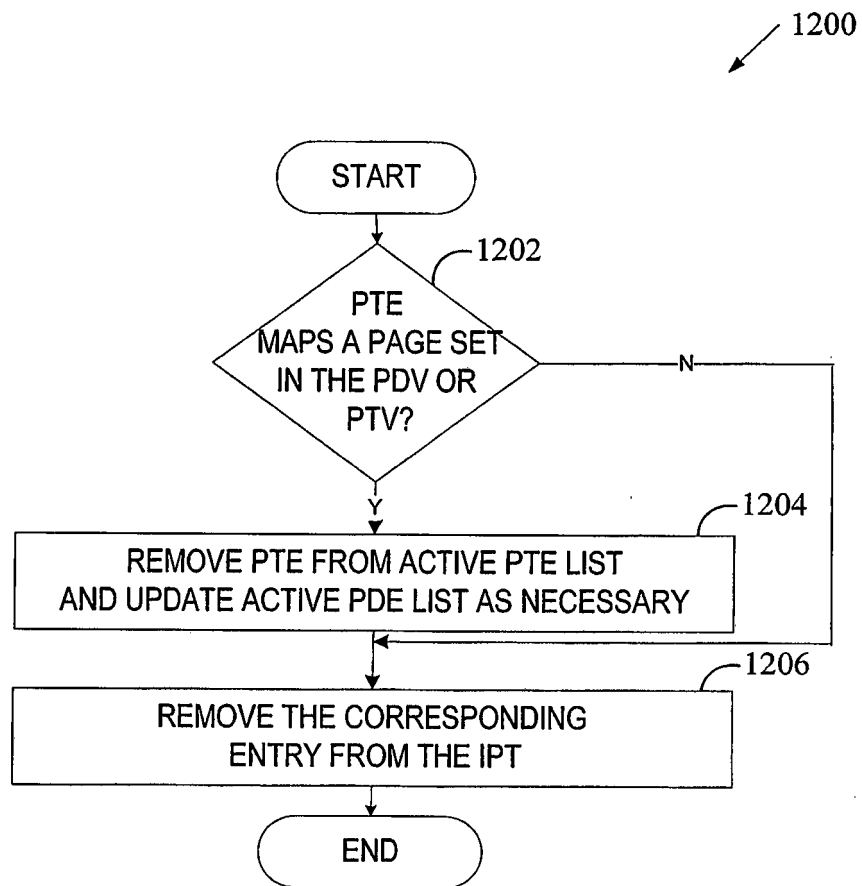 1200
START
1202
PTE
MAPS A PAGE SET
IN THE PDV OR
PTV?
N
Y
1204
REMOVE PTE FROM ACTIVE PTE LIST
AND UPDATE ACTIVE PDE LIST AS NECESSARY
1206
REMOVE THE CORRESPONDING
ENTRY FROM THE IPT
END